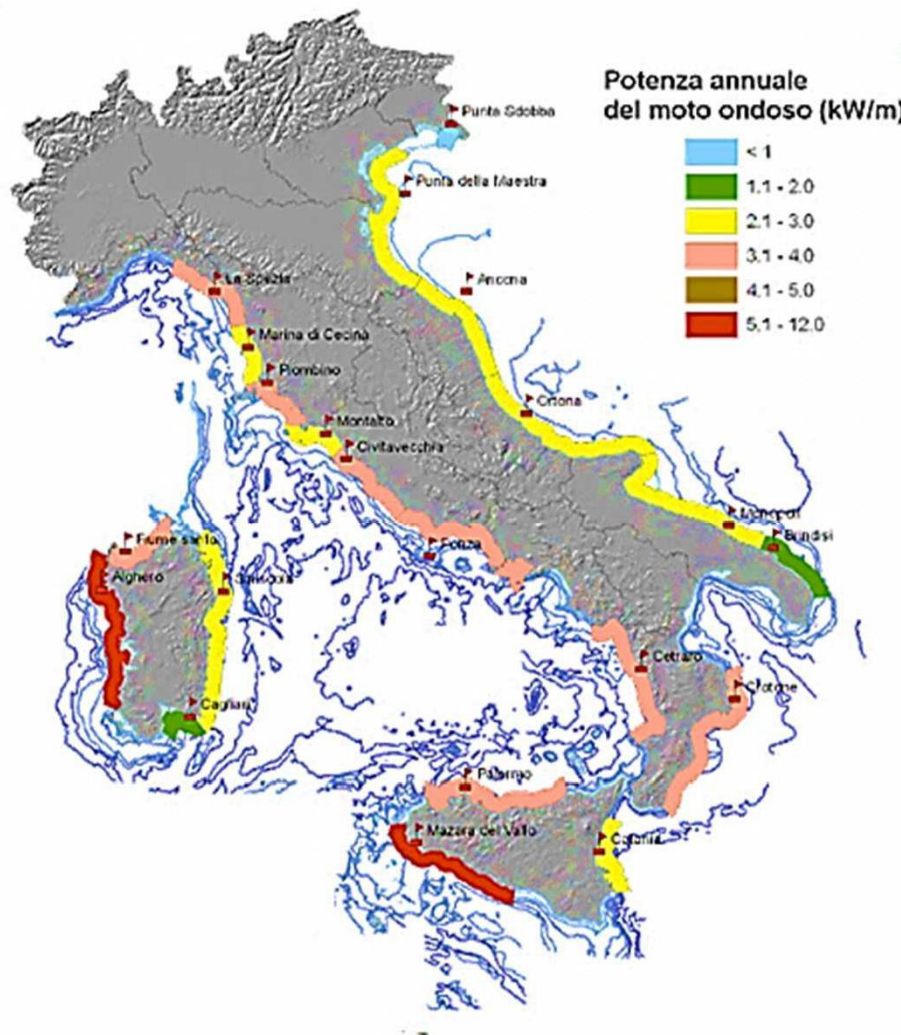 Potenza annuale
del moto ondoso (kW/m)
< 1
1.1 - 2.0
2.1 - 3.0
3.1 - 4.0
4.1 - 5.0
5.1 - 12.0
Punta Sdobba
Punta della Maestra
La Spezia
Ancona
Marina di Cecina
Piombino
Ortona
Montalto
Civitavecchia
Monopoli
Brindisi
Fiume santo
Ponza
Alghero
Cetraro
Crotone
Cagliari
Palermo
Mazara del Vallo
Catania